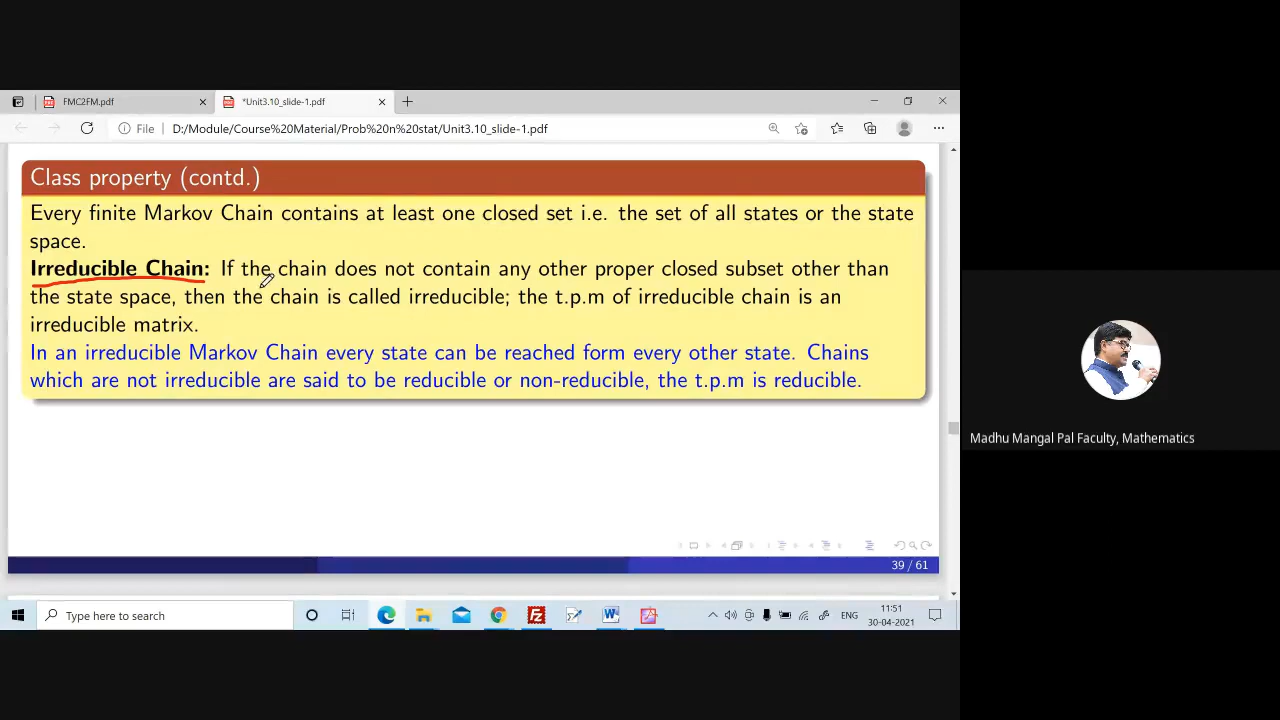 FMC2FM.pdf
*Unit3.10_slide-1.pdf
File
D:/Module/Course%20Material/Prob%20n%20stat/Unit3.10_slide-1.pdf
Class property (contd.)
Every finite Markov Chain contains at least one closed set i.e. the set of all states or the state
space.
Irreducible Chain: If the chain does not contain any other proper closed subset other than
the state space, then the chain is called irreducible; the t.p.m of irreducible chain is an
irreducible matrix.
In an irreducible Markov Chain every state can be reached form every other state. Chains
which are not irreducible are said to be reducible or non-reducible, the t.p.m is reducible.
39 / 61
Type here to search
ENG
11:51
30-04-2021
Madhu Mangal Pal Faculty, Mathematics